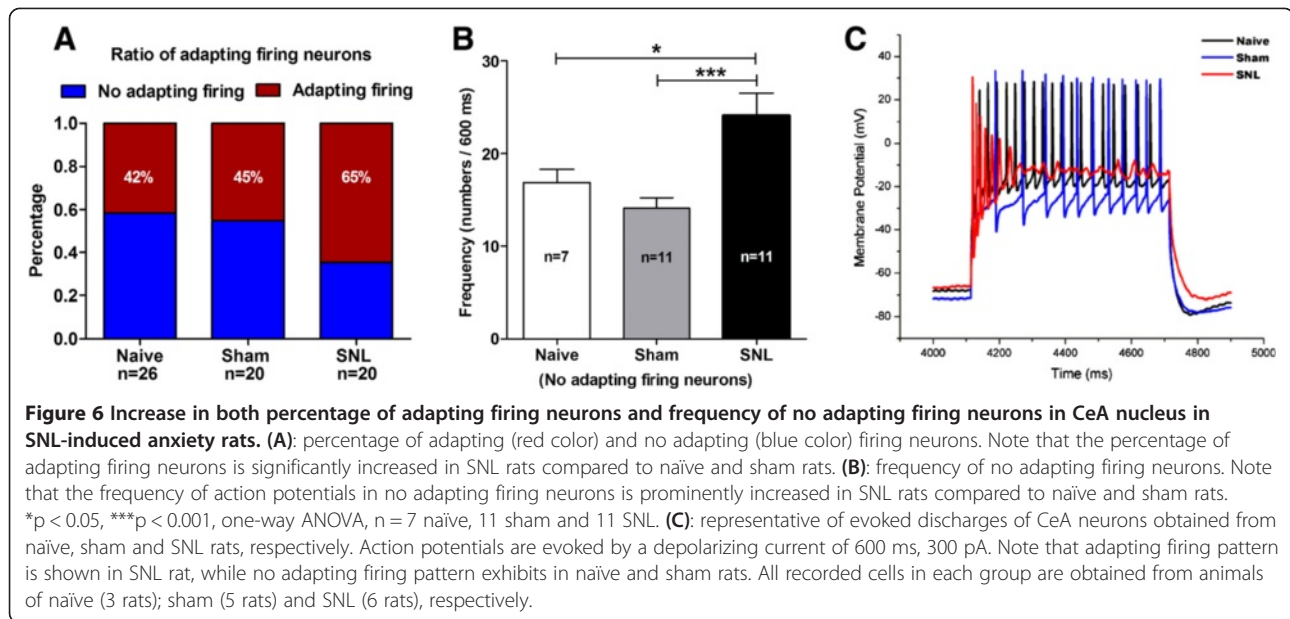 A
Ratio of adapting firing neurons
No adapting firing
Adapting firing
Percentage
1.0
0.8
0.6
0.4
0.2
0.0
42%
45%
65%
Naive
n=26
Sham
n=20
SNL
n=20
B
Frequency (numbers / 600 ms)
30
20
10
0
*
***
n=7
n=11
n=11
Naive
Sham
SNL
(No adapting firing neurons)
C
Naive
Sham
SNL
Membrane Potential (mV)
40
20
0
-20
-40
-60
-80
4000
4200
4400
4600
4800
5000
Time (ms)
Figure 6 Increase in both percentage of adapting firing neurons and frequency of no adapting firing neurons in CeA nucleus in
SNL-induced anxiety rats. (A): percentage of adapting (red color) and no adapting (blue color) firing neurons. Note that the percentage of
adapting firing neurons is significantly increased in SNL rats compared to naïve and sham rats. (B): frequency of no adapting firing neurons. Note
that the frequency of action potentials in no adapting firing neurons is prominently increased in SNL rats compared to naïve and sham rats.
*p < 0.05, ***p < 0.001, one-way ANOVA, n = 7 naïve, 11 sham and 11 SNL. (C): representative of evoked discharges of CeA neurons obtained from
naïve, sham and SNL rats, respectively. Action potentials are evoked by a depolarizing current of 600 ms, 300 pA. Note that adapting firing pattern
is shown in SNL rat, while no adapting firing pattern exhibits in naïve and sham rats. All recorded cells in each group are obtained from animals
of naïve (3 rats); sham (5 rats) and SNL (6 rats), respectively.